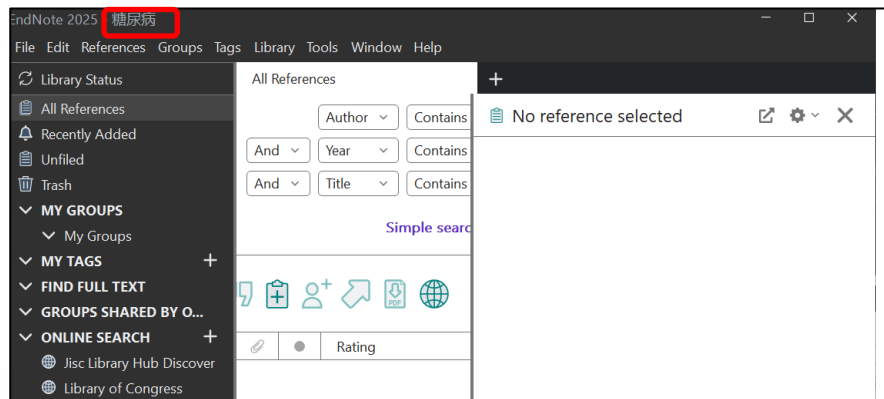 EndNote 2025 - 糖尿病
File Edit References Groups Tags Library Tools Window Help
Library Status
All References
Recently Added
Unfiled
Trash
MY GROUPS
My Groups
MY TAGS +
FIND FULL TEXT
GROUPS SHARED BY O...
ONLINE SEARCH +
Jisc Library Hub Discover
Library of Congress
All References
Author Contains
And Year Contains
And Title Contains
Simple searc
PDF
Rating
+
No reference selected